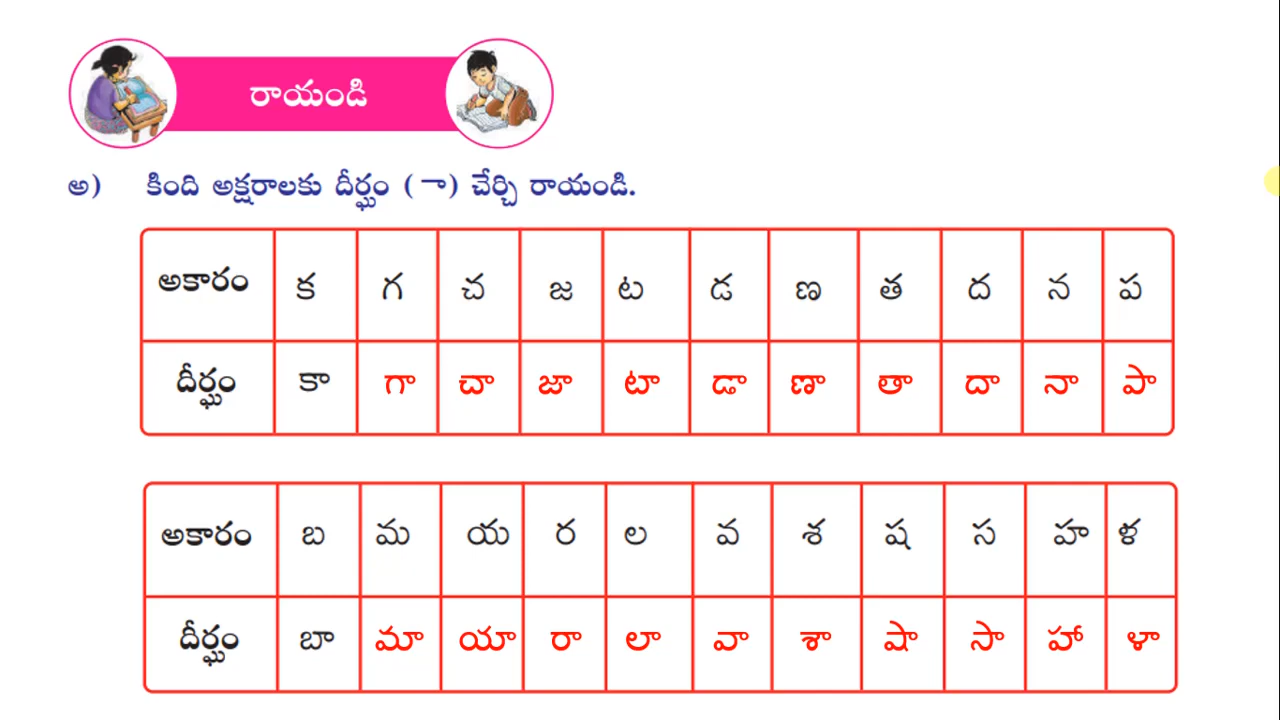 రాయండి
అ) కింది అక్షరాలకు దీర్ఘం ( ా ) చేర్చి రాయండి.
అకారం క గ చ జ ట డ ణ త ద న ప
దీర్ఘం కా గా చా జా టా డా ణా తా దా నా పా
అకారం బ మ య ర ల వ శ ష స హ ళ
దీర్ఘం బా మా యా రా లా వా శా షా సా హా ళా